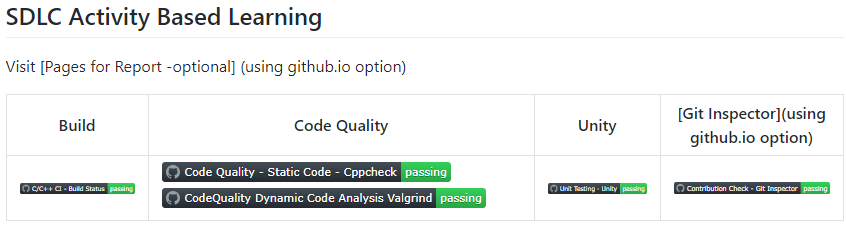 SDLC Activity Based Learning
Visit [Pages for Report -optional] (using github.io option)
Build
Code Quality
Unity
[Git Inspector](using
github.io option)
C/C++ CI - Build Status passing
Code Quality - Static Code - Cppcheck passing
CodeQuality Dynamic Code Analysis Valgrind passing
Unit Testing - Unity passing
Contribution Check - Git Inspector passing